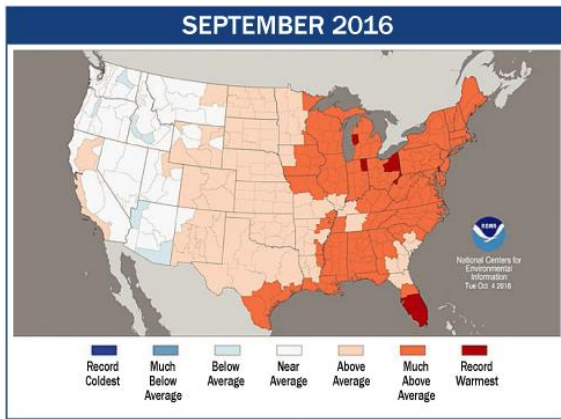 SEPTEMBER 2016
NOAA
National Centers for
Environmental
Information
Tue Oct 4 2016
Record
Coldest
Much
Below
Average
Below
Average
Near
Average
Above
Average
Much
Above
Average
Record
Warmest